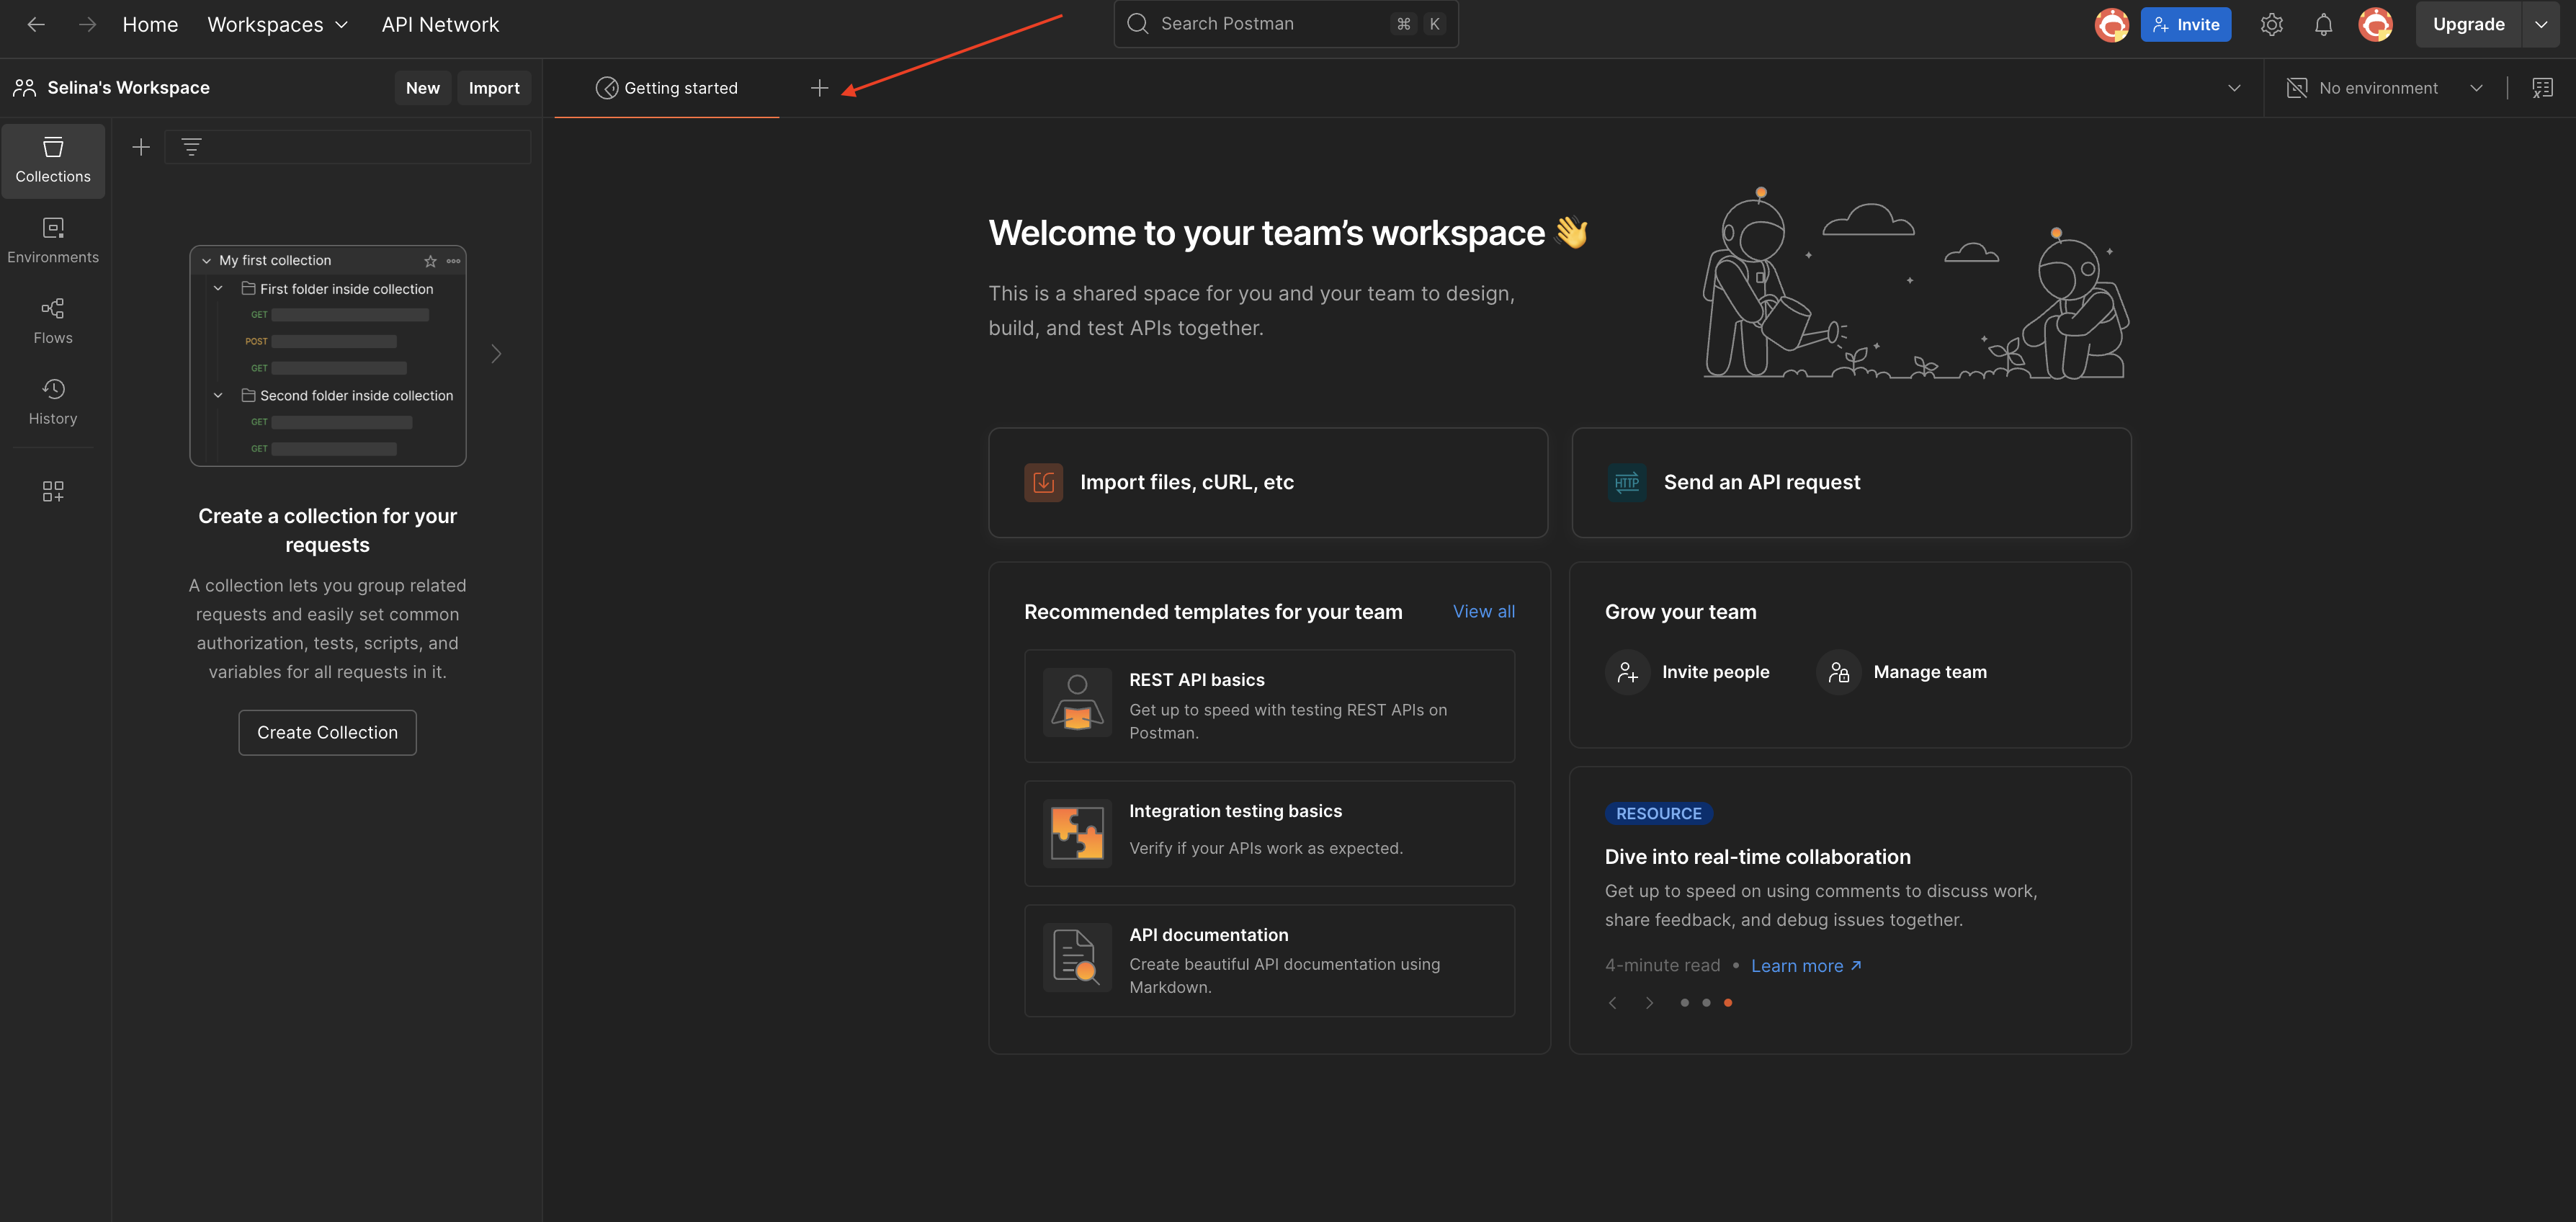 Home Workspaces API Network
Search Postman ⌘ K
Invite
Upgrade
Selina's Workspace
New Import
Getting started
No environment
Collections
Environments
Flows
History
My first collection
First folder inside collection
GET
POST
GET
Second folder inside collection
GET
GET
Create a collection for your
requests
A collection lets you group related
requests and easily set common
authorization, tests, scripts, and
variables for all requests in it.
Create Collection
Welcome to your team’s workspace 👋
This is a shared space for you and your team to design,
build, and test APIs together.
Import files, cURL, etc
HTTP
Send an API request
Recommended templates for your team
View all
REST API basics
Get up to speed with testing REST APIs on
Postman.
Integration testing basics
Verify if your APIs work as expected.
API documentation
Create beautiful API documentation using
Markdown.
Grow your team
Invite people
Manage team
RESOURCE
Dive into real-time collaboration
Get up to speed on using comments to discuss work,
share feedback, and debug issues together.
4-minute read • Learn more ↗